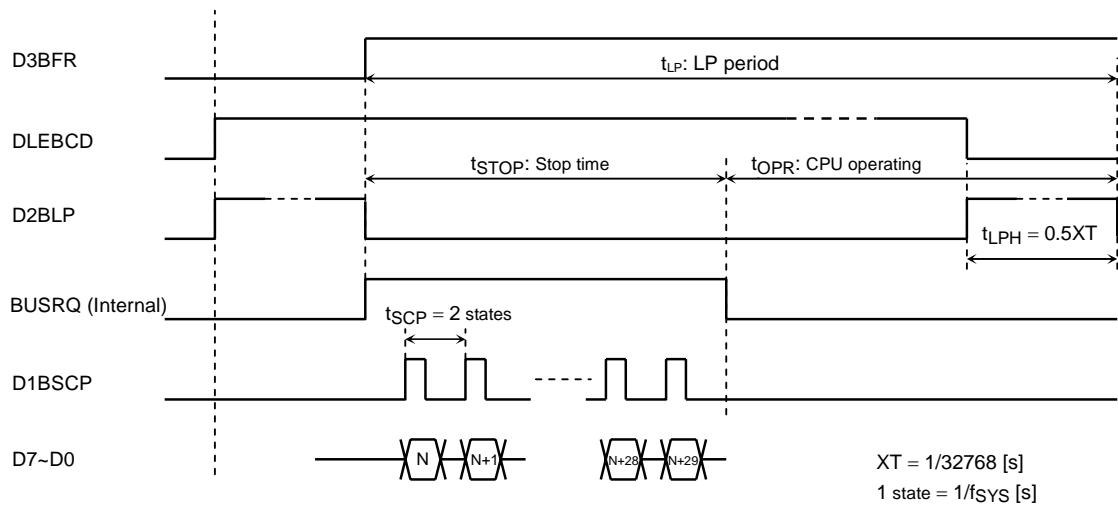 D3BFR
tLP: LP period
DLEBCD
tSTOP: Stop time
tOPR: CPU operating
D2BLP
tLPH = 0.5XT
BUSRQ (Internal)
tSCP = 2 states
D1BSCP
D7~D0
N
N+1
N+28
N+29
XT = 1/32768 [s]
1 state = 1/fSYS [s]